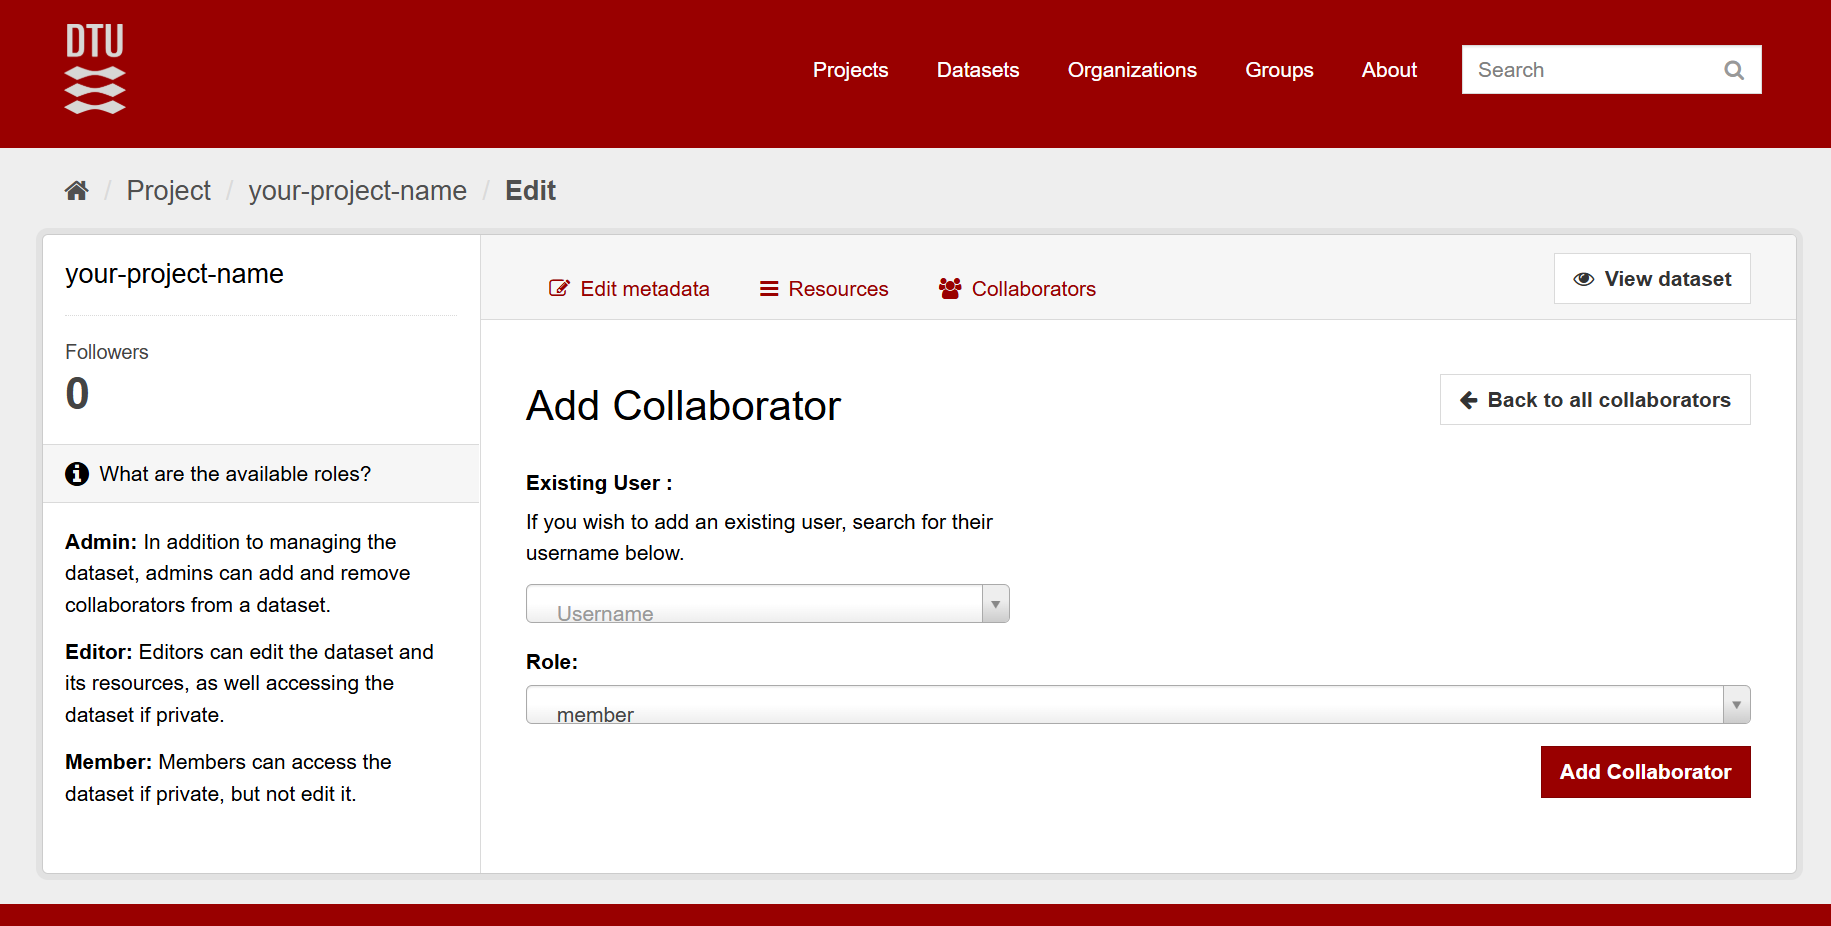 DTU
Projects Datasets Organizations Groups About Search
/ Project / your-project-name / Edit
your-project-name
Followers
0
What are the available roles?
Admin: In addition to managing the
dataset, admins can add and remove
collaborators from a dataset.
Editor: Editors can edit the dataset and
its resources, as well accessing the
dataset if private.
Member: Members can access the
dataset if private, but not edit it.
Edit metadata Resources Collaborators View dataset
Add Collaborator
Back to all collaborators
Existing User :
If you wish to add an existing user, search for their
username below.
Username
Role:
member
Add Collaborator